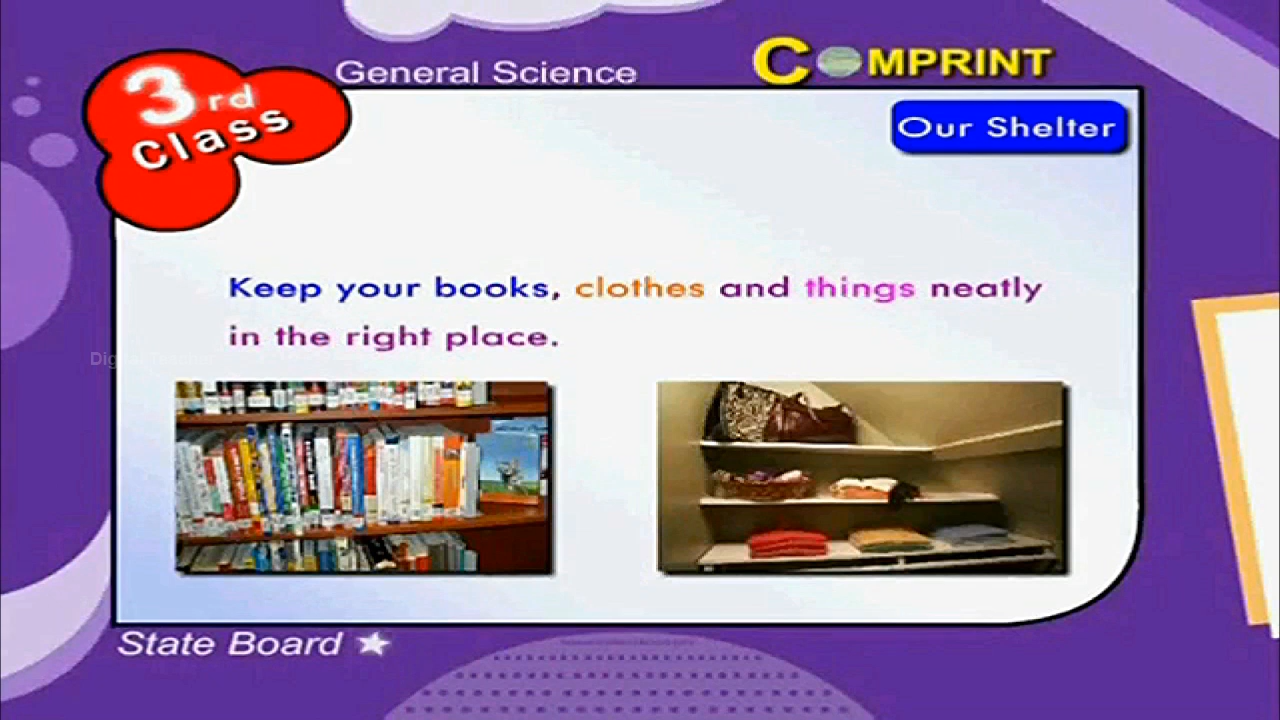 General Science
COMPRINT
3rd
Class
Our Shelter
Keep your books, clothes and things neatly
in the right place.
State Board